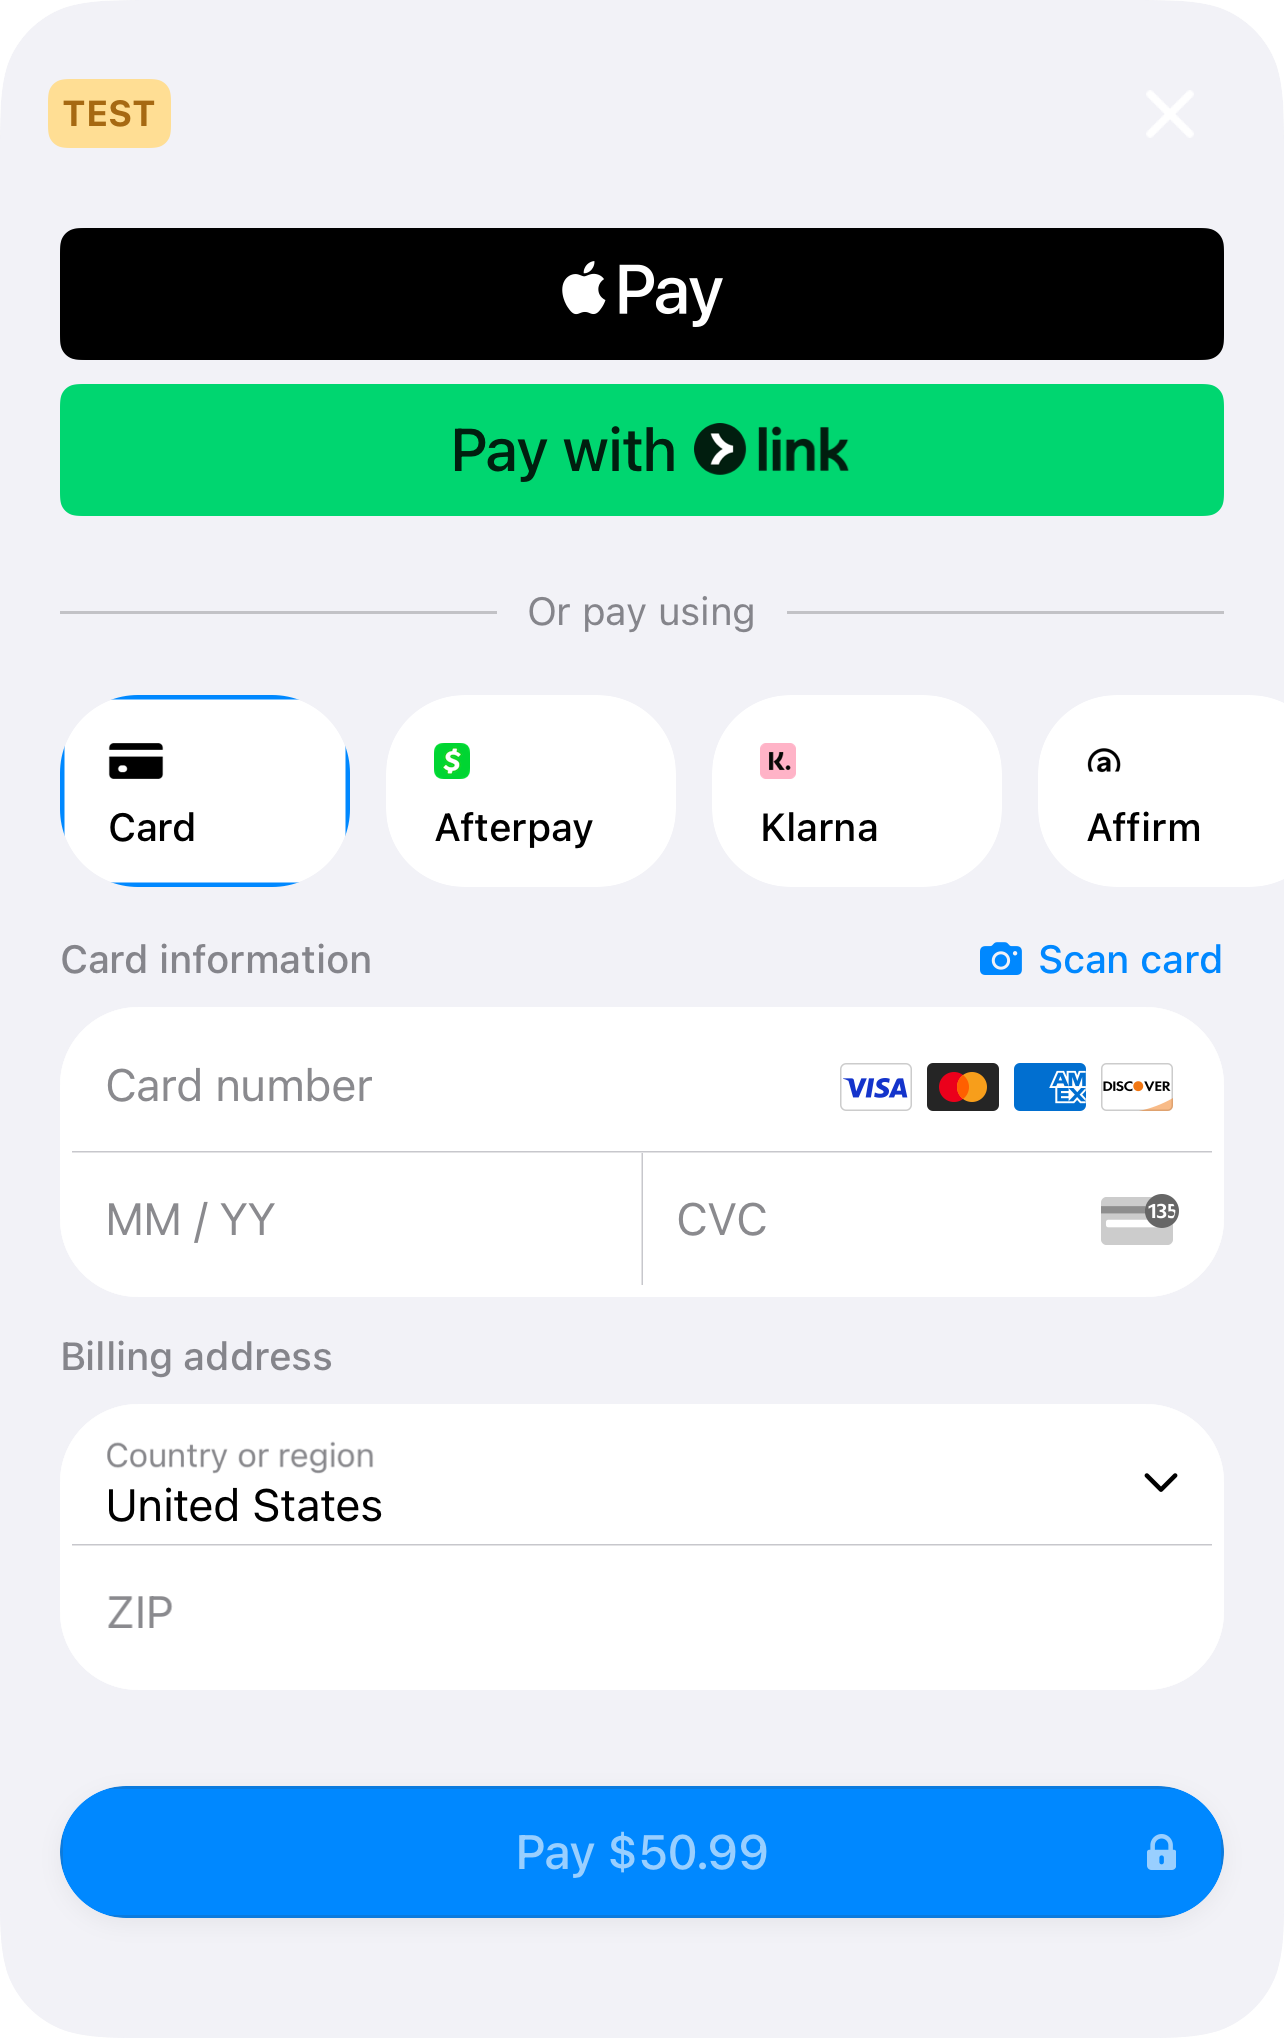 TEST
Pay
Pay with link
Or pay using
Card
$
Afterpay
K.
Klarna
a
Affirm
Card information
Scan card
Card number
VISA
AM
EX
DISCOVER
MM / YY
CVC
135
Billing address
Country or region
United States
ZIP
Pay $50.99